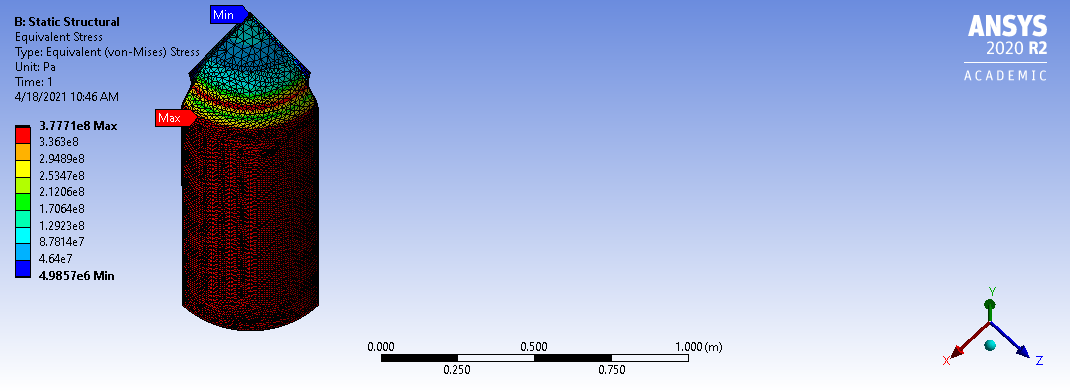 B: Static Structural
Equivalent Stress
Type: Equivalent (von-Mises) Stress
Unit: Pa
Time: 1
4/18/2021 10:46 AM
3.7771e8 Max
3.363e8
2.9489e8
2.5347e8
2.1206e8
1.7064e8
1.2923e8
8.7814e7
4.64e7
4.9857e6 Min
Min
Max
ANSYS
2020 R2
ACADEMIC
0.000 0.500 1.000 (m)
0.250 0.750
Y
X Z